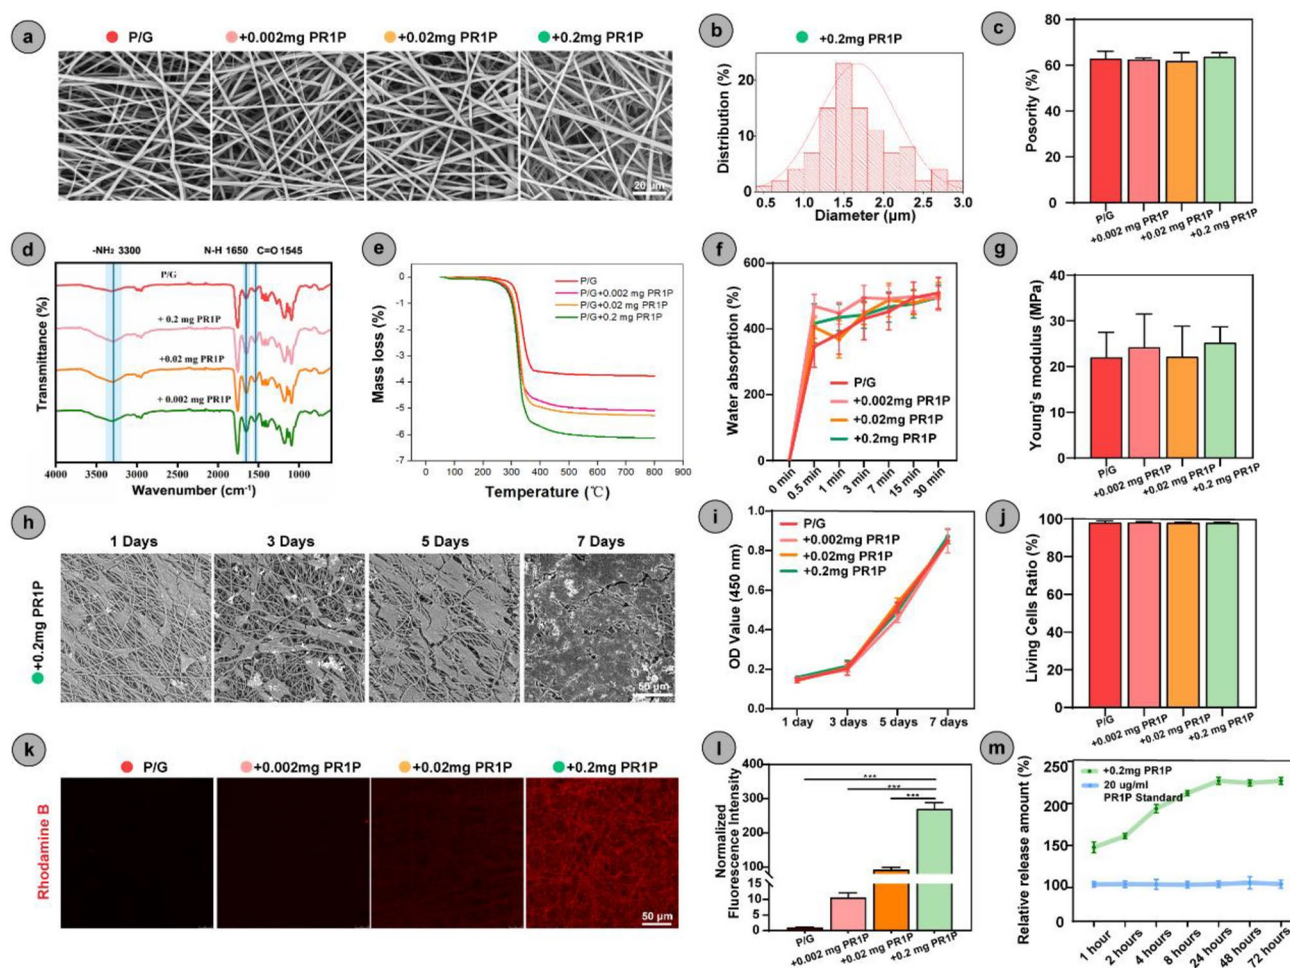 a
P/G
+0.002mg PR1P
+0.02mg PR1P
+0.2mg PR1P
20 μm
b
+0.2mg PR1P
Distribution (%)
20
10
0
0.5 1.0 1.5 2.0 2.5 3.0
Diameter (μm)
c
Posority (%)
80
60
40
20
0
P/G
+0.002 mg PR1P
+0.02 mg PR1P
+0.2 mg PR1P
d
-NH₂ 3300
N-H 1650
C=O 1545
P/G
+ 0.2 mg PR1P
+0.02 mg PR1P
+ 0.002 mg PR1P
Transmittance (%)
4000 3500 3000 2500 2000 1500 1000
Wavenumber (cm⁻¹)
e
Mass loss (%)
0
-1
-2
-3
-4
-5
-6
-7
P/G
P/G+0.002 mg PR1P
P/G+0.02 mg PR1P
P/G+0.2 mg PR1P
0 100 200 300 400 500 600 700 800 900
Temperature (℃)
f
Water absorption (%)
600
400
200
0
P/G
+0.002mg PR1P
+0.02mg PR1P
+0.2mg PR1P
0 min
0.5 min
1 min
3 min
7 min
15 min
30 min
g
Young's modulus (MPa)
40
30
20
10
0
P/G
+0.002 mg PR1P
+0.02 mg PR1P
+0.2 mg PR1P
h
1 Days
3 Days
5 Days
7 Days
+0.2mg PR1P
50 μm
i
OD Value (450 nm)
1.0
0.8
0.6
0.4
0.2
0.0
P/G
+0.002mg PR1P
+0.02mg PR1P
+0.2mg PR1P
1 day
3 days
5 days
7 days
j
Living Cells Ratio (%)
100
80
60
40
20
0
P/G
+0.002 mg PR1P
+0.02 mg PR1P
+0.2 mg PR1P
k
P/G
+0.002mg PR1P
+0.02mg PR1P
+0.2mg PR1P
Rhodamine B
50 μm
l
Normalized
Fluorescence Intensity
400
300
200
100
15
10
5
0
***
***
***
P/G
+0.002 mg PR1P
+0.02 mg PR1P
+0.2 mg PR1P
m
Relative release amount (%)
250
200
150
100
+0.2mg PR1P
20 ug/ml
PR1P Standard
1 hour
2 hours
4 hours
8 hours
24 hours
48 hours
72 hours